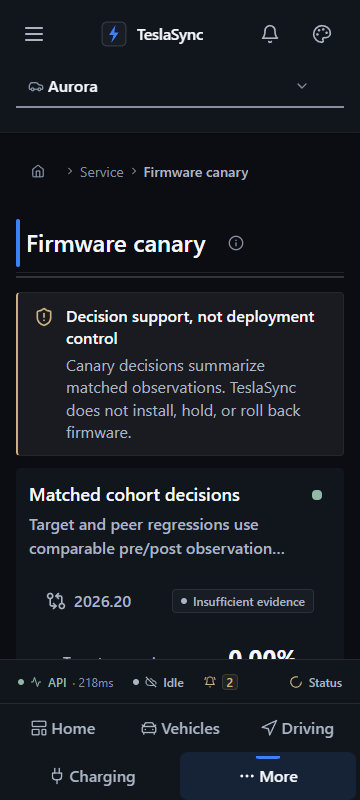 TeslaSync
Aurora
Service
Firmware canary
Firmware canary
Decision support, not deployment
control
Canary decisions summarize
matched observations. TeslaSync
does not install, hold, or roll back
firmware.
Matched cohort decisions
Target and peer regressions use
comparable pre/post observation...
2026.20
Insufficient evidence
0.00%
API · 218ms
Idle
2
Status
Home
Vehicles
Driving
Charging
More